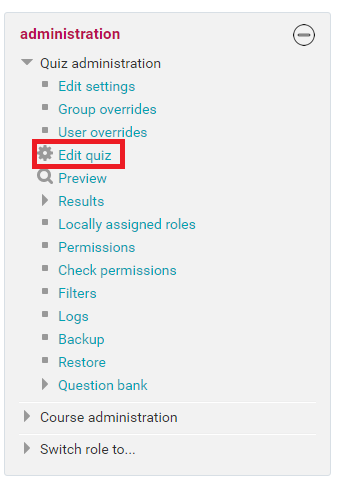 administration
Quiz administration
Edit settings
Group overrides
User overrides
Edit quiz
Preview
Results
Locally assigned roles
Permissions
Check permissions
Filters
Logs
Backup
Restore
Question bank
Course administration
Switch role to...